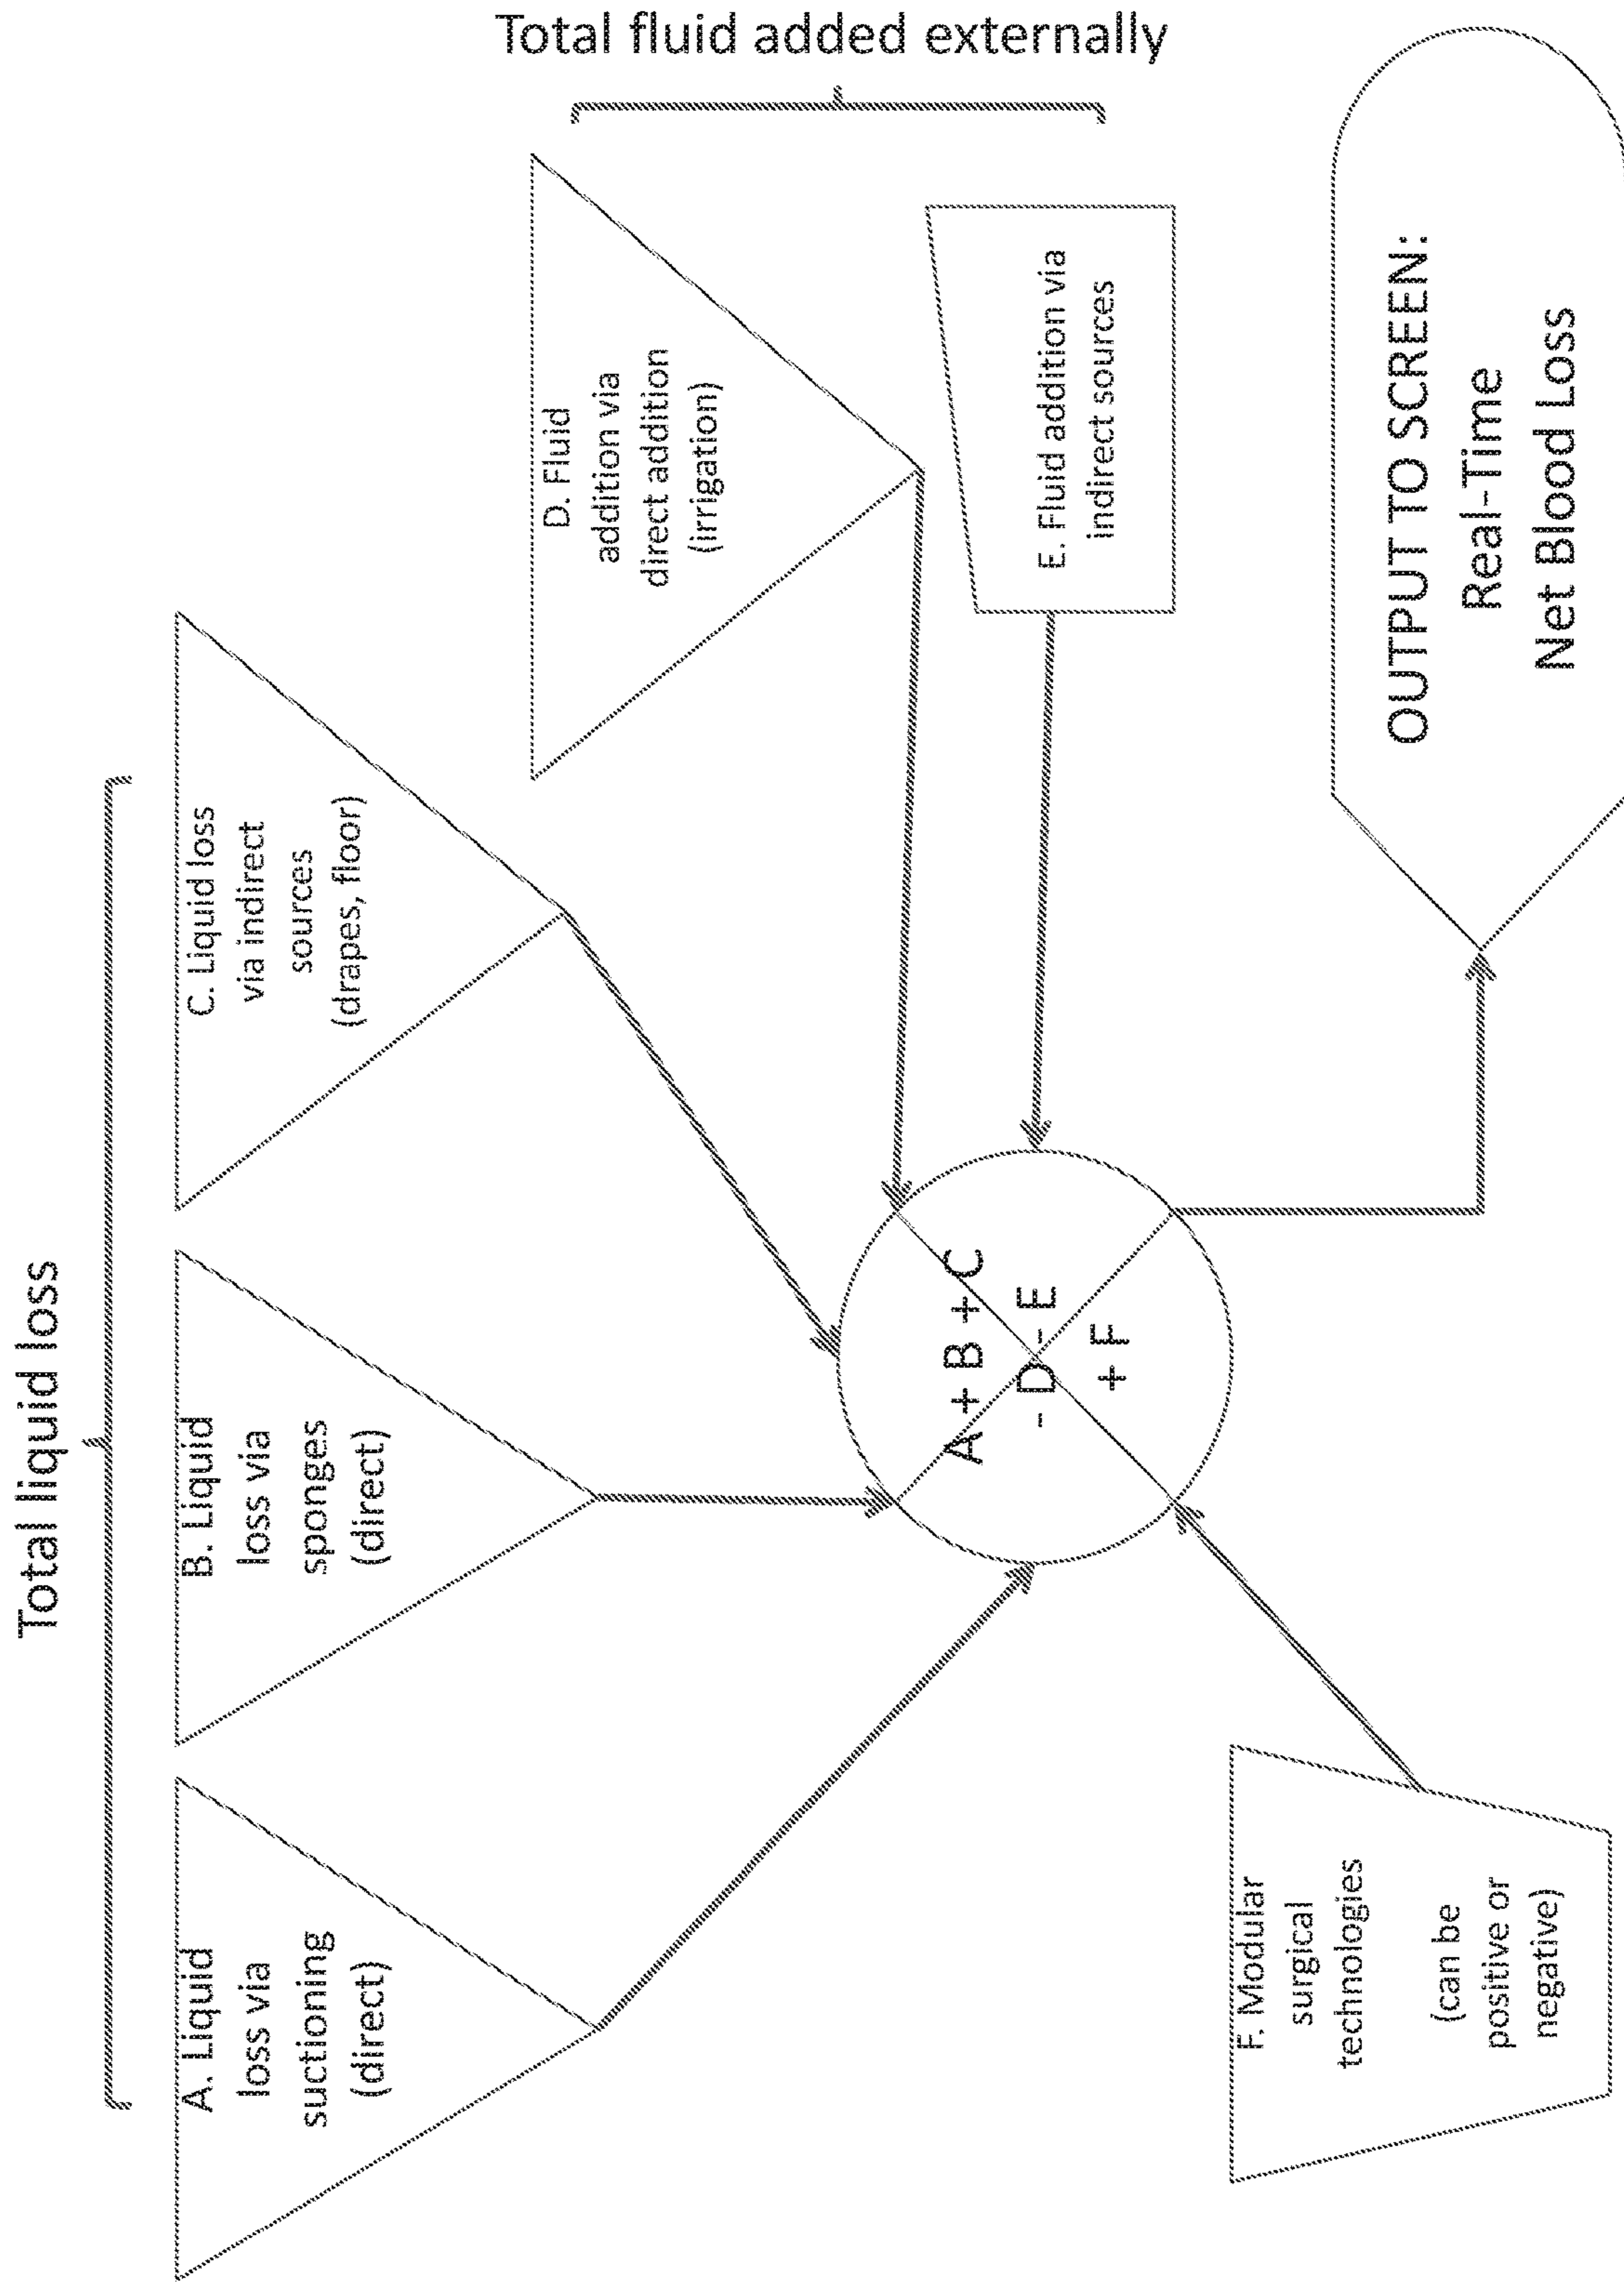 Total liquid loss
A. Liquid
loss via
suctioning
(direct)
B. Liquid
loss via
sponges
(direct)
C. Liquid loss
via indirect
sources
(drapes, floor)
Total fluid added externally
D. Fluid
addition via
direct addition
(irrigation)
E. Fluid addition via
indirect sources
A + B + C
- D - E
+ F
F. Modular
surgical
technologies
(can be
positive or
negative)
OUTPUT TO SCREEN:
Real-Time
Net Blood Loss